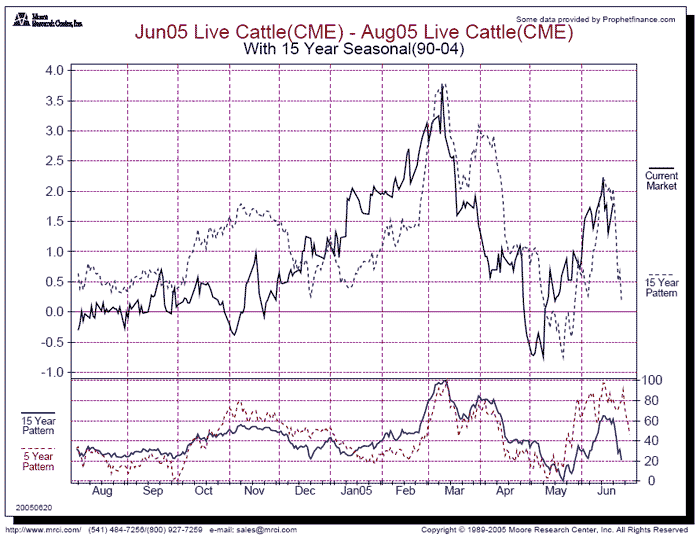 Moore
Research Center, Inc.
Some data provided by Prophetfinance.com
Jun05 Live Cattle(CME) - Aug05 Live Cattle(CME)
With 15 Year Seasonal(90-04)
4.0
3.5
3.0
2.5
2.0
1.5
1.0
0.5
0.0
-1.0
Current
Market
15 Year
Pattern
100
80
60
40
20
0
15 Year
Pattern
5 Year
Pattern
Aug Sep Oct Nov Dec Jan05 Feb Mar Apr May Jun
20050620
http://www.mrci.com/ (541) 484-7256/(800) 927-7259 e-mail: sales@mrci.com Copyright © 1989-2005 Moore Research Center, Inc. All rights reserved.